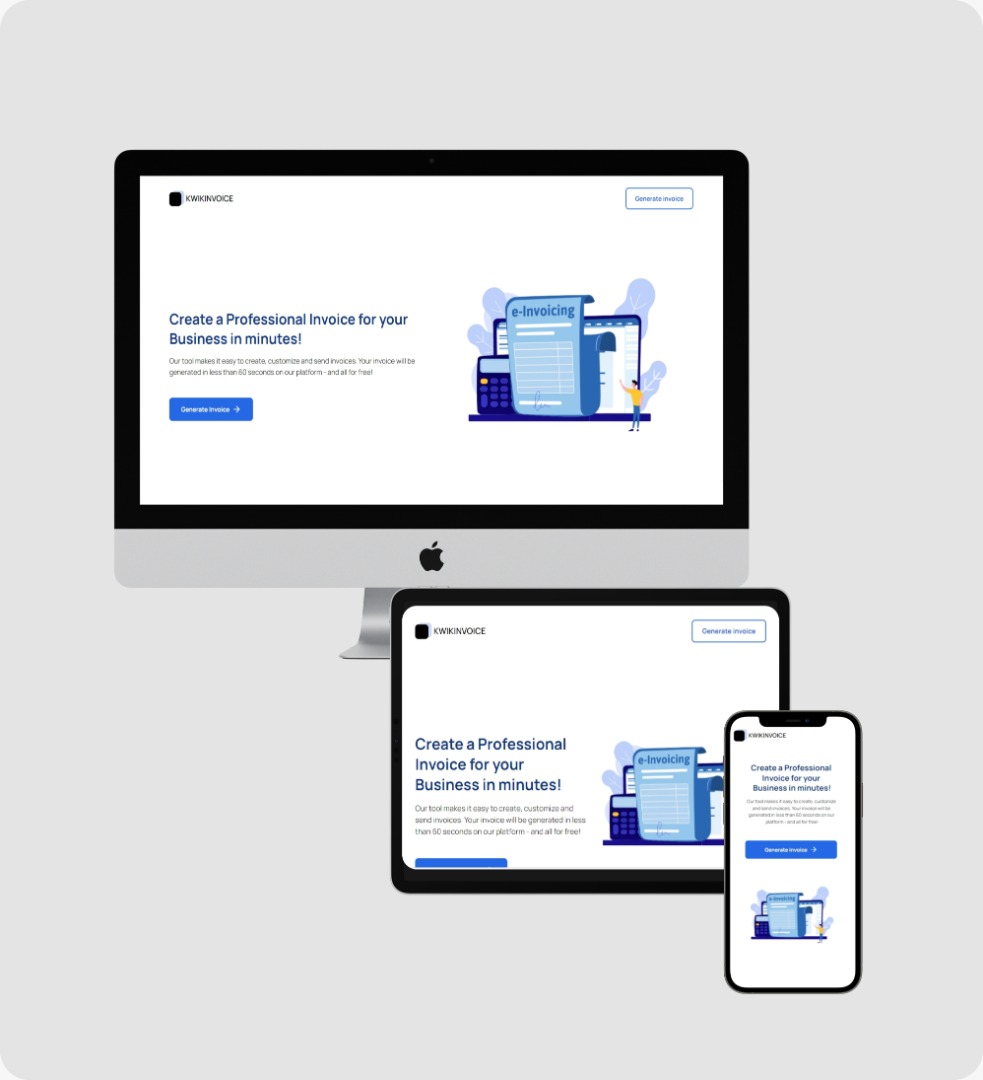 KWIKINVOICE
Generate invoice
Create a Professional Invoice for your
Business in minutes!
Our tool makes it easy to create, customize and send invoices. Your invoice will be
generated in less than 60 seconds on our platform - and all for free!
Generate Invoice
e-Invoicing
KWIKINVOICE
Generate invoice
Create a Professional
Invoice for your
Business in minutes!
Our tool makes it easy to create, customize and
send invoices. Your invoice will be generated in less
than 60 seconds on our platform - and all for free!
e-Invoicing
KWIKINVOICE
Create a Professional
Invoice for your
Business in minutes!
Our tool makes it easy to create, customize
and send invoices. Your invoice will be
generated in less than 60 seconds on our
platform - and all for free!
Generate Invoice
e-Invoicing